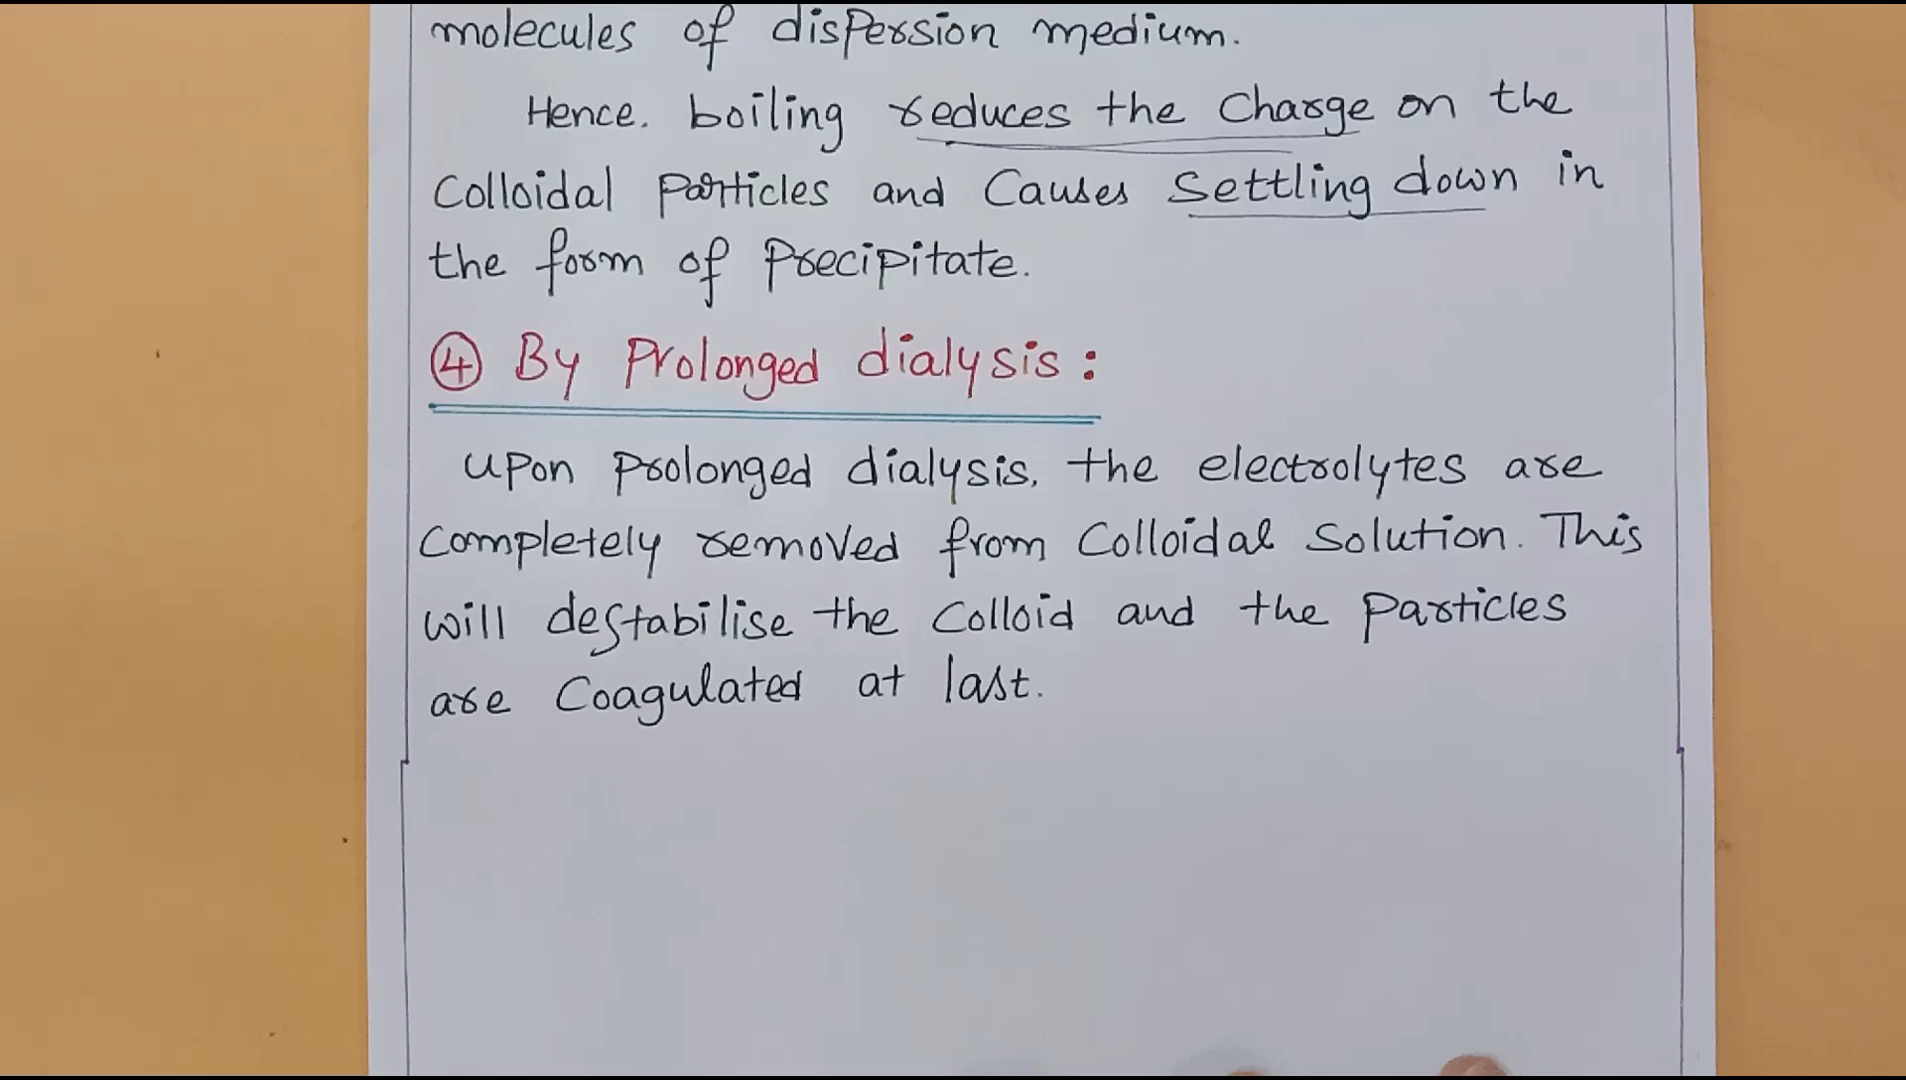 molecules of dispersion medium.
Hence. boiling reduces the charge on the
colloidal particles and causes settling down in
the form of precipitate.
④ By Prolonged dialysis:
upon prolonged dialysis, the electrolytes are
completely removed from colloidal solution. This
will destabilise the colloid and the particles
are coagulated at last.